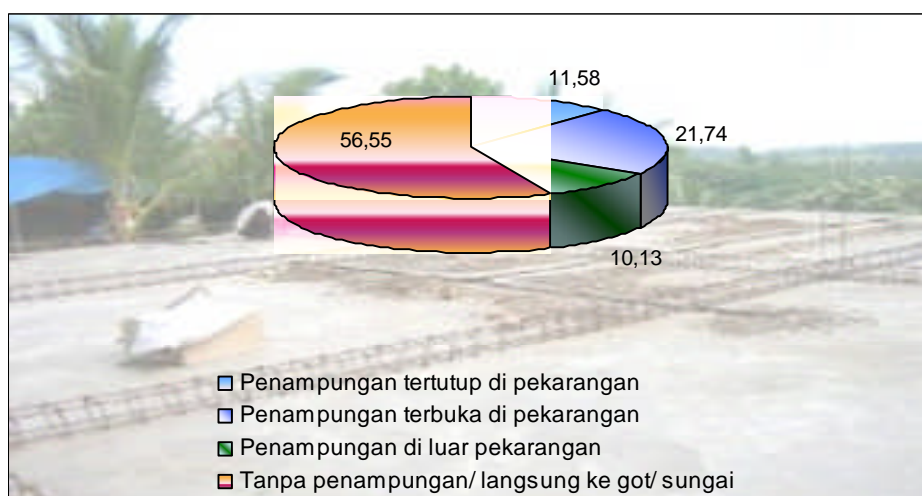 11,58
56,55
21,74
10,13
Penampungan tertutup di pekarangan
Penampungan terbuka di pekarangan
Penampungan di luar pekarangan
Tanpa penampungan/ langsung ke got/ sungai